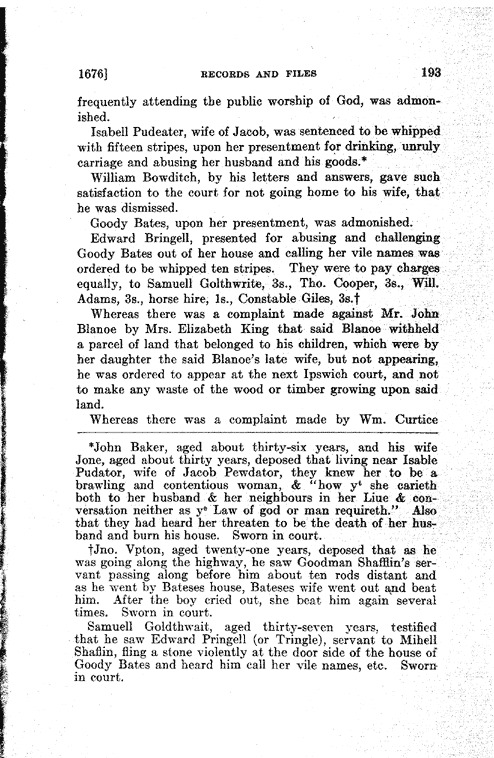 1676] RECORDS AND FILES 193
frequently attending the public worship of God, was admon-
ished.
Isabell Pudeater, wife of Jacob, was sentenced to be whipped
with fifteen stripes, upon her presentment for drinking, unruly
carriage and abusing her husband and his goods.*
William Bowditch, by his letters and answers, gave such
satisfaction to the court for not going home to his wife, that
he was dismissed.
Goody Bates, upon her presentment, was admonished.
Edward Bringell, presented for abusing and challenging
Goody Bates out of her house and calling her vile names was
ordered to be whipped ten stripes. They were to pay charges
equally, to Samuell Golthwrite, 3s., Tho. Cooper, 3s., Will.
Adams, 3s., horse hire, 1s., Constable Giles, 3s.†
Whereas there was a complaint made against Mr. John
Blanoe by Mrs. Elizabeth King that said Blanoe withheld
a parcel of land that belonged to his children, which were by
her daughter the said Blanoe's late wife, but not appearing,
he was ordered to appear at the next Ipswich court, and not
to make any waste of the wood or timber growing upon said
land.
Whereas there was a complaint made by Wm. Curtice
*John Baker, aged about thirty-six years, and his wife
Jone, aged about thirty years, deposed that living near Isable
Pudator, wife of Jacob Pewdator, they knew her to be a
brawling and contentious woman, & "how yᵗ she carieth
both to her husband & her neighbours in her Liue & con-
versation neither as yᵉ Law of god or man requireth." Also
that they had heard her threaten to be the death of her hus-
band and burn his house. Sworn in court.
†Jno. Vpton, aged twenty-one years, deposed that as he
was going along the highway, he saw Goodman Shafflin's ser-
vant passing along before him about ten rods distant and
as he went by Bateses house, Bateses wife went out and beat
him. After the boy cried out, she beat him again several
times. Sworn in court.
Samuell Goldthwait, aged thirty-seven years, testified
that he saw Edward Pringell (or Tringle), servant to Mihell
Shaflin, fling a stone violently at the door side of the house of
Goody Bates and heard him call her vile names, etc. Sworn
in court.